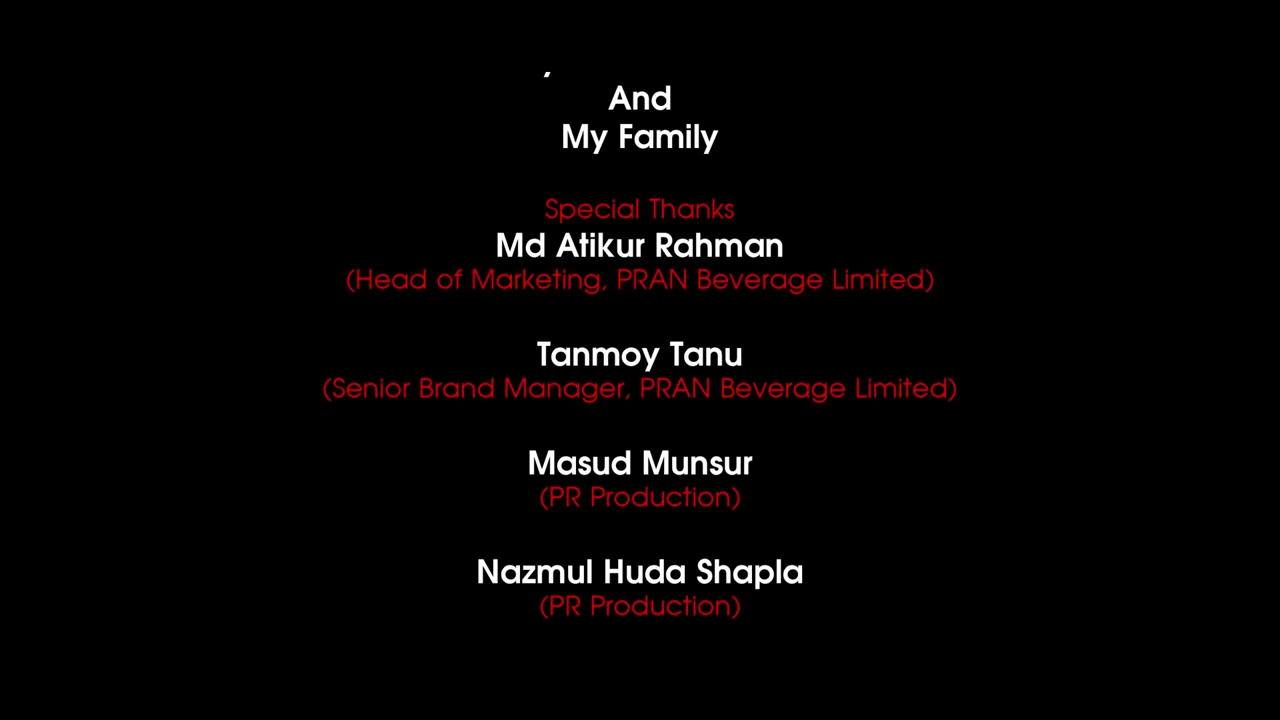 And
My Family
Special Thanks
Md Atikur Rahman
(Head of Marketing, PRAN Beverage Limited)
Tanmoy Tanu
(Senior Brand Manager, PRAN Beverage Limited)
Masud Munsur
(PR Production)
Nazmul Huda Shapla
(PR Production)